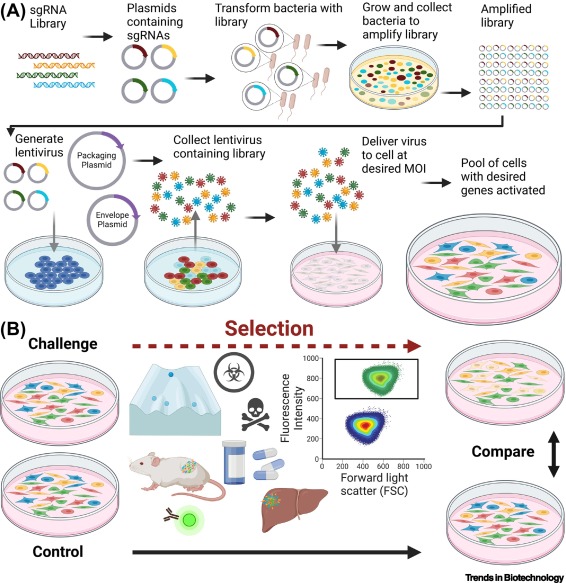 (A)
sgRNA
Library
Plasmids
containing
sgRNAs
Transform bacteria with
library
Grow and collect
bacteria to
amplify library
Amplified
library
Generate
lentivirus
Packaging
Plasmid
Envelope
Plasmid
Collect lentivirus
containing library
Deliver virus
to cell at
desired MOI
Pool of cells
with desired
genes activated
(B)
Challenge
Selection
Fluorescence
Intensity
1000
800
600
400
200
0
0 200 400 600 800 1000
Forward light
scatter (FSC)
Compare
Control
Trends in Biotechnology